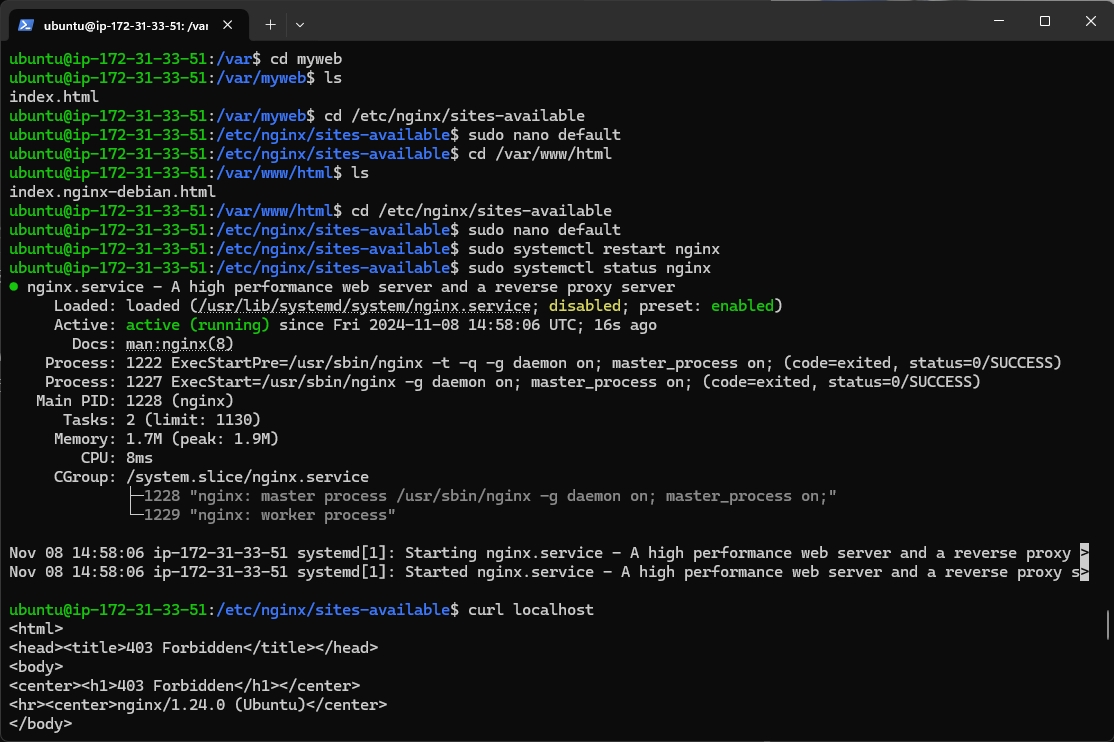 ubuntu@ip-172-31-33-51: /var
ubuntu@ip-172-31-33-51:/var$ cd myweb
ubuntu@ip-172-31-33-51:/var/myweb$ ls
index.html
ubuntu@ip-172-31-33-51:/var/myweb$ cd /etc/nginx/sites-available
ubuntu@ip-172-31-33-51:/etc/nginx/sites-available$ sudo nano default
ubuntu@ip-172-31-33-51:/etc/nginx/sites-available$ cd /var/www/html
ubuntu@ip-172-31-33-51:/var/www/html$ ls
index.nginx-debian.html
ubuntu@ip-172-31-33-51:/var/www/html$ cd /etc/nginx/sites-available
ubuntu@ip-172-31-33-51:/etc/nginx/sites-available$ sudo nano default
ubuntu@ip-172-31-33-51:/etc/nginx/sites-available$ sudo systemctl restart nginx
ubuntu@ip-172-31-33-51:/etc/nginx/sites-available$ sudo systemctl status nginx
● nginx.service - A high performance web server and a reverse proxy server
Loaded: loaded (/usr/lib/systemd/system/nginx.service; disabled; preset: enabled)
Active: active (running) since Fri 2024-11-08 14:58:06 UTC; 16s ago
Docs: man:nginx(8)
Process: 1222 ExecStartPre=/usr/sbin/nginx -t -q -g daemon on; master_process on; (code=exited, status=0/SUCCESS)
Process: 1227 ExecStart=/usr/sbin/nginx -g daemon on; master_process on; (code=exited, status=0/SUCCESS)
Main PID: 1228 (nginx)
Tasks: 2 (limit: 1130)
Memory: 1.7M (peak: 1.9M)
CPU: 8ms
CGroup: /system.slice/nginx.service
├─1228 "nginx: master process /usr/sbin/nginx -g daemon on; master_process on;"
└─1229 "nginx: worker process"
Nov 08 14:58:06 ip-172-31-33-51 systemd[1]: Starting nginx.service - A high performance web server and a reverse proxy >
Nov 08 14:58:06 ip-172-31-33-51 systemd[1]: Started nginx.service - A high performance web server and a reverse proxy s>
ubuntu@ip-172-31-33-51:/etc/nginx/sites-available$ curl localhost
<html>
<head><title>403 Forbidden</title></head>
<body>
<center><h1>403 Forbidden</h1></center>
<hr><center>nginx/1.24.0 (Ubuntu)</center>
</body>